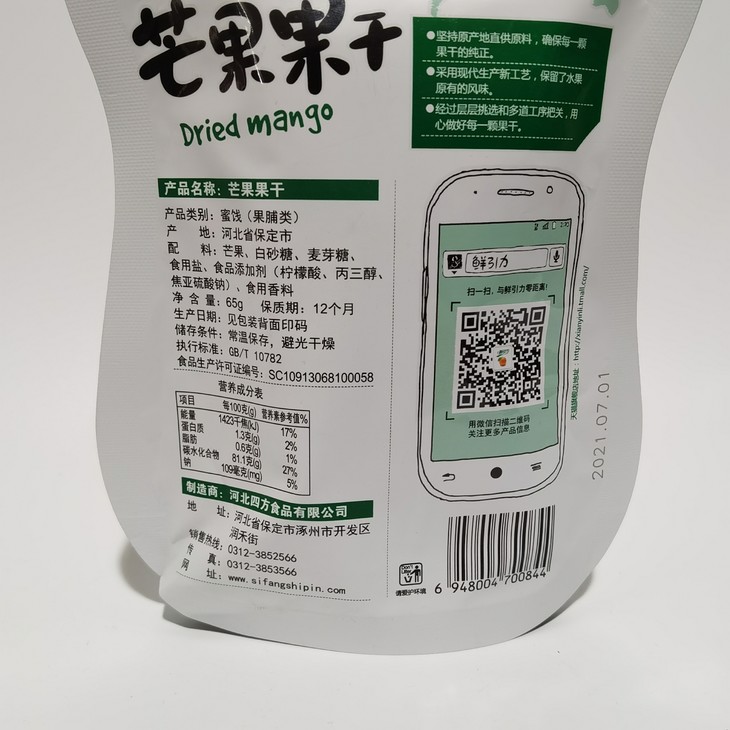 芒果果干
Dried mango
●坚持原产地直供原料，确保每一颗
果干的纯正。
●采用现代生产新工艺，保留了水果
原有的风味。
●经过层层挑选和多道工序把关，用
心做好每一颗果干。
产品名称：芒果果干
产品类别：蜜饯（果脯类）
产 地：河北省保定市
配 料：芒果、白砂糖、麦芽糖、
食用盐、食品添加剂（柠檬酸、丙三醇、
焦亚硫酸钠）、食用香料
净 含 量：65g 保质期：12个月
生产日期：见包装背面印码
储存条件：常温保存，避光干燥
执行标准：GB/T 10782
食品生产许可证编号：SC10913068100058
营养成分表
项目 每100克(g) 营养素参考值%
能量 1423千焦(kJ) 17%
蛋白质 1.3克(g) 2%
脂肪 0.6克(g) 1%
碳水化合物 81.1克(g) 27%
钠 109毫克(mg) 5%
制造商：河北四方食品有限公司
地 址：河北省保定市涿州市开发区
润禾街
销售热线：0312-3852566
传 真：0312-3853566
网 址：www.sifangshipin.com
鲜引力
扫一扫，与鲜引力零距离！
用微信扫描二维码
关注更多产品信息
天猫旗舰店地址：http://xianyinli.tmall.com/
2021.07.01
请爱护环境
6 948004 700844